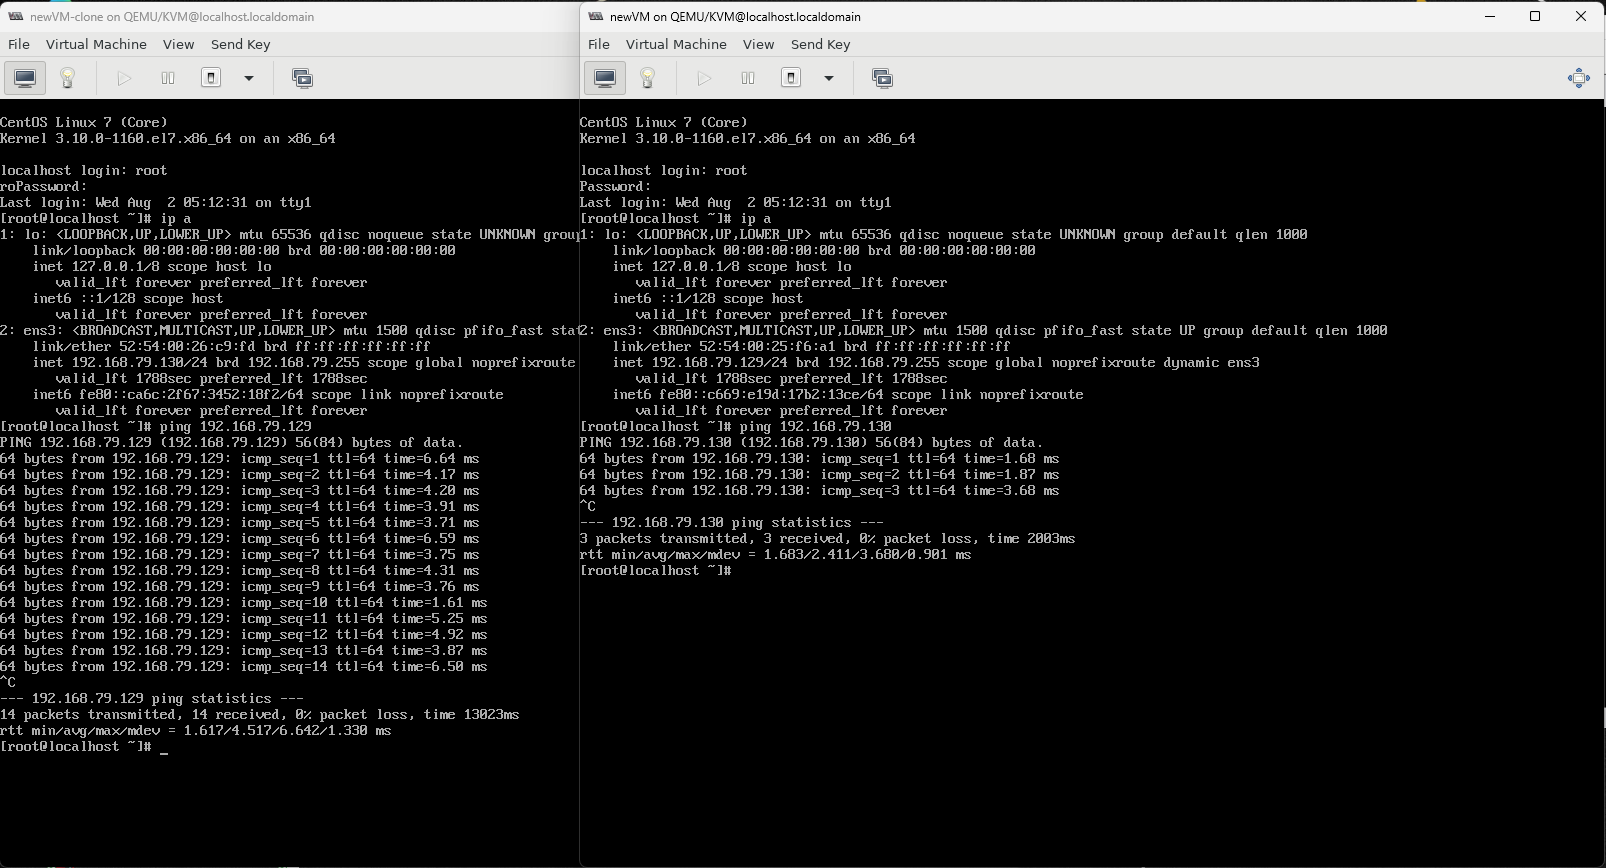 newVM-clone on QEMU/KVM@localhost.localdomain
File Virtual Machine View Send Key
CentOS Linux 7 (Core)
Kernel 3.10.0-1160.el7.x86_64 on an x86_64
localhost login: root
roPassword:
Last login: Wed Aug  2 05:12:31 on tty1
[root@localhost ~]# ip a
1: lo: <LOOPBACK,UP,LOWER_UP> mtu 65536 qdisc noqueue state UNKNOWN group
    link/loopback 00:00:00:00:00:00 brd 00:00:00:00:00:00
    inet 127.0.0.1/8 scope host lo
       valid_lft forever preferred_lft forever
    inet6 ::1/128 scope host
       valid_lft forever preferred_lft forever
2: ens3: <BROADCAST,MULTICAST,UP,LOWER_UP> mtu 1500 qdisc pfifo_fast stat
    link/ether 52:54:00:26:c9:fd brd ff:ff:ff:ff:ff:ff
    inet 192.168.79.130/24 brd 192.168.79.255 scope global noprefixroute
       valid_lft 1788sec preferred_lft 1788sec
    inet6 fe80::ca6c:2f67:3452:18f2/64 scope link noprefixroute
       valid_lft forever preferred_lft forever
[root@localhost ~]# ping 192.168.79.129
PING 192.168.79.129 (192.168.79.129) 56(84) bytes of data.
64 bytes from 192.168.79.129: icmp_seq=1 ttl=64 time=6.64 ms
64 bytes from 192.168.79.129: icmp_seq=2 ttl=64 time=4.17 ms
64 bytes from 192.168.79.129: icmp_seq=3 ttl=64 time=4.20 ms
64 bytes from 192.168.79.129: icmp_seq=4 ttl=64 time=3.91 ms
64 bytes from 192.168.79.129: icmp_seq=5 ttl=64 time=3.71 ms
64 bytes from 192.168.79.129: icmp_seq=6 ttl=64 time=6.59 ms
64 bytes from 192.168.79.129: icmp_seq=7 ttl=64 time=3.75 ms
64 bytes from 192.168.79.129: icmp_seq=8 ttl=64 time=4.31 ms
64 bytes from 192.168.79.129: icmp_seq=9 ttl=64 time=3.76 ms
64 bytes from 192.168.79.129: icmp_seq=10 ttl=64 time=1.61 ms
64 bytes from 192.168.79.129: icmp_seq=11 ttl=64 time=5.25 ms
64 bytes from 192.168.79.129: icmp_seq=12 ttl=64 time=4.92 ms
64 bytes from 192.168.79.129: icmp_seq=13 ttl=64 time=3.87 ms
64 bytes from 192.168.79.129: icmp_seq=14 ttl=64 time=6.50 ms
^C
--- 192.168.79.129 ping statistics ---
14 packets transmitted, 14 received, 0% packet loss, time 13023ms
rtt min/avg/max/mdev = 1.617/4.517/6.642/1.330 ms
[root@localhost ~]# _
newVM on QEMU/KVM@localhost.localdomain
File Virtual Machine View Send Key
CentOS Linux 7 (Core)
Kernel 3.10.0-1160.el7.x86_64 on an x86_64
localhost login: root
Password:
Last login: Wed Aug  2 05:12:31 on tty1
[root@localhost ~]# ip a
1: lo: <LOOPBACK,UP,LOWER_UP> mtu 65536 qdisc noqueue state UNKNOWN group default qlen 1000
    link/loopback 00:00:00:00:00:00 brd 00:00:00:00:00:00
    inet 127.0.0.1/8 scope host lo
       valid_lft forever preferred_lft forever
    inet6 ::1/128 scope host
       valid_lft forever preferred_lft forever
2: ens3: <BROADCAST,MULTICAST,UP,LOWER_UP> mtu 1500 qdisc pfifo_fast state UP group default qlen 1000
    link/ether 52:54:00:25:f6:a1 brd ff:ff:ff:ff:ff:ff
    inet 192.168.79.129/24 brd 192.168.79.255 scope global noprefixroute dynamic ens3
       valid_lft 1788sec preferred_lft 1788sec
    inet6 fe80::c669:e19d:17b2:13ce/64 scope link noprefixroute
       valid_lft forever preferred_lft forever
[root@localhost ~]# ping 192.168.79.130
PING 192.168.79.130 (192.168.79.130) 56(84) bytes of data.
64 bytes from 192.168.79.130: icmp_seq=1 ttl=64 time=1.68 ms
64 bytes from 192.168.79.130: icmp_seq=2 ttl=64 time=1.87 ms
64 bytes from 192.168.79.130: icmp_seq=3 ttl=64 time=3.68 ms
^C
--- 192.168.79.130 ping statistics ---
3 packets transmitted, 3 received, 0% packet loss, time 2003ms
rtt min/avg/max/mdev = 1.683/2.411/3.680/0.901 ms
[root@localhost ~]#